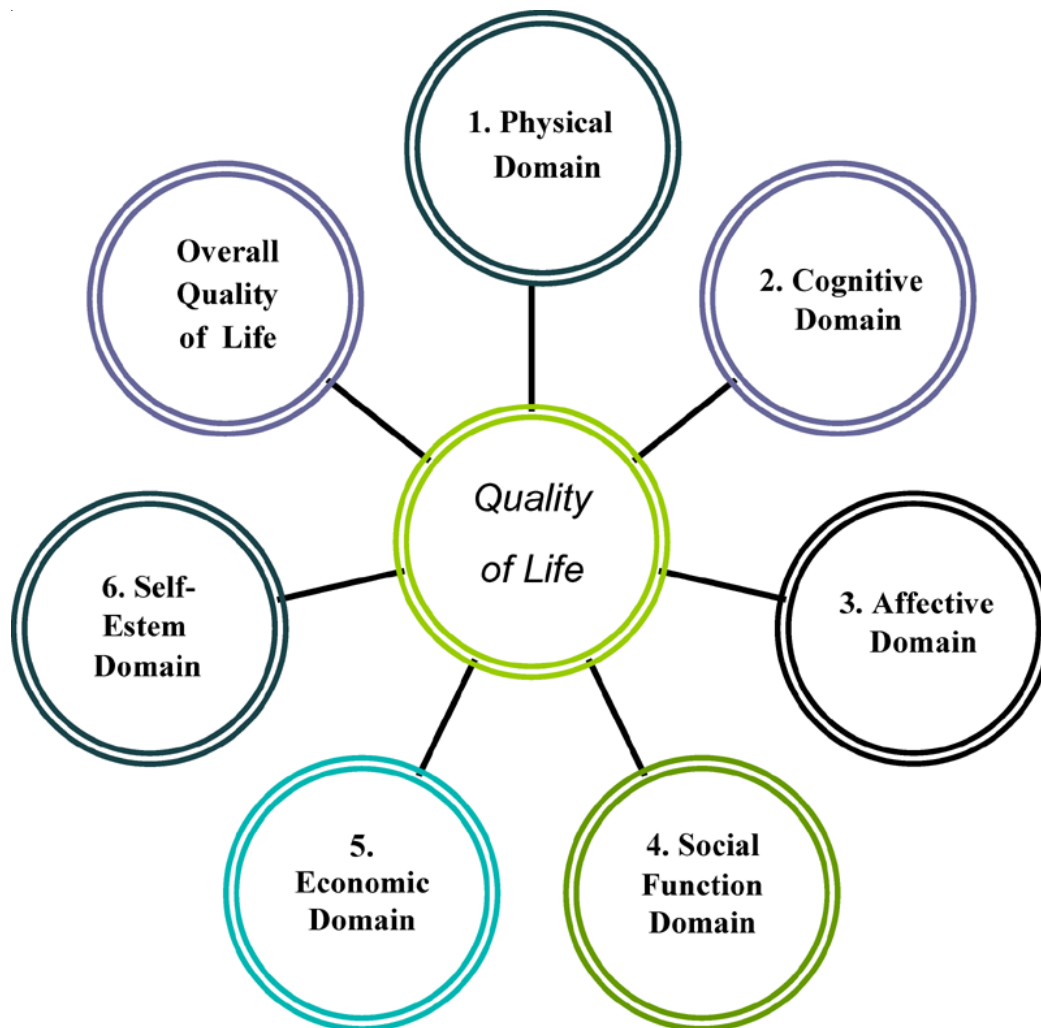 1. Physical
Domain
2. Cognitive
Domain
3. Affective
Domain
4. Social
Function
Domain
5.
Economic
Domain
6. Self-
Estem
Domain
Overall
Quality
of Life
Quality
of Life